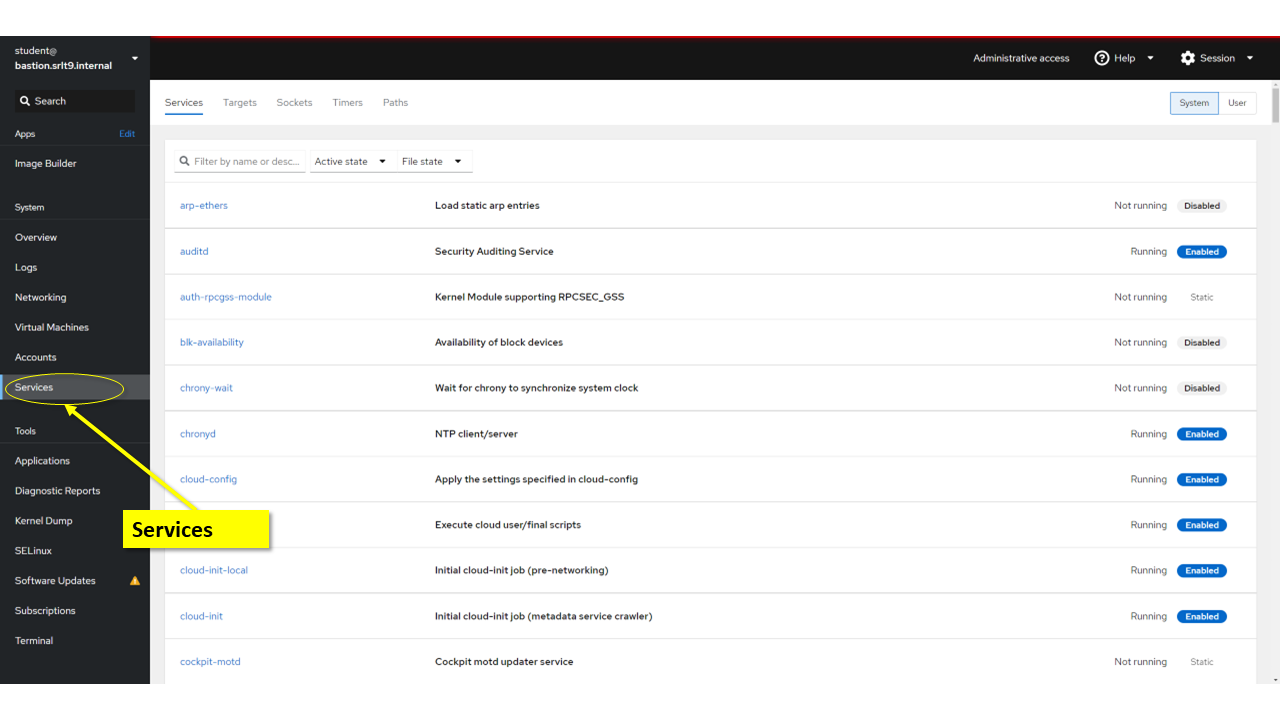 student@
bastion.srlt9.internal
Administrative access Help Session
Search
Services Targets Sockets Timers Paths System User
Apps Edit
Image Builder
Filter by name or desc... Active state File state
System
Overview
Logs
Networking
Virtual Machines
Accounts
Services
Tools
Applications
Diagnostic Reports
Kernel Dump
SELinux
Software Updates
Subscriptions
Terminal
arp-ethers Load static arp entries Not running Disabled
auditd Security Auditing Service Running Enabled
auth-rpcgss-module Kernel Module supporting RPCSEC_GSS Not running Static
blk-availability Availability of block devices Not running Disabled
chrony-wait Wait for chrony to synchronize system clock Not running Disabled
chronyd NTP client/server Running Enabled
cloud-config Apply the settings specified in cloud-config Running Enabled
Services Execute cloud user/final scripts Running Enabled
cloud-init-local Initial cloud-init job (pre-networking) Running Enabled
cloud-init Initial cloud-init job (metadata service crawler) Running Enabled
cockpit-motd Cockpit motd updater service Not running Static